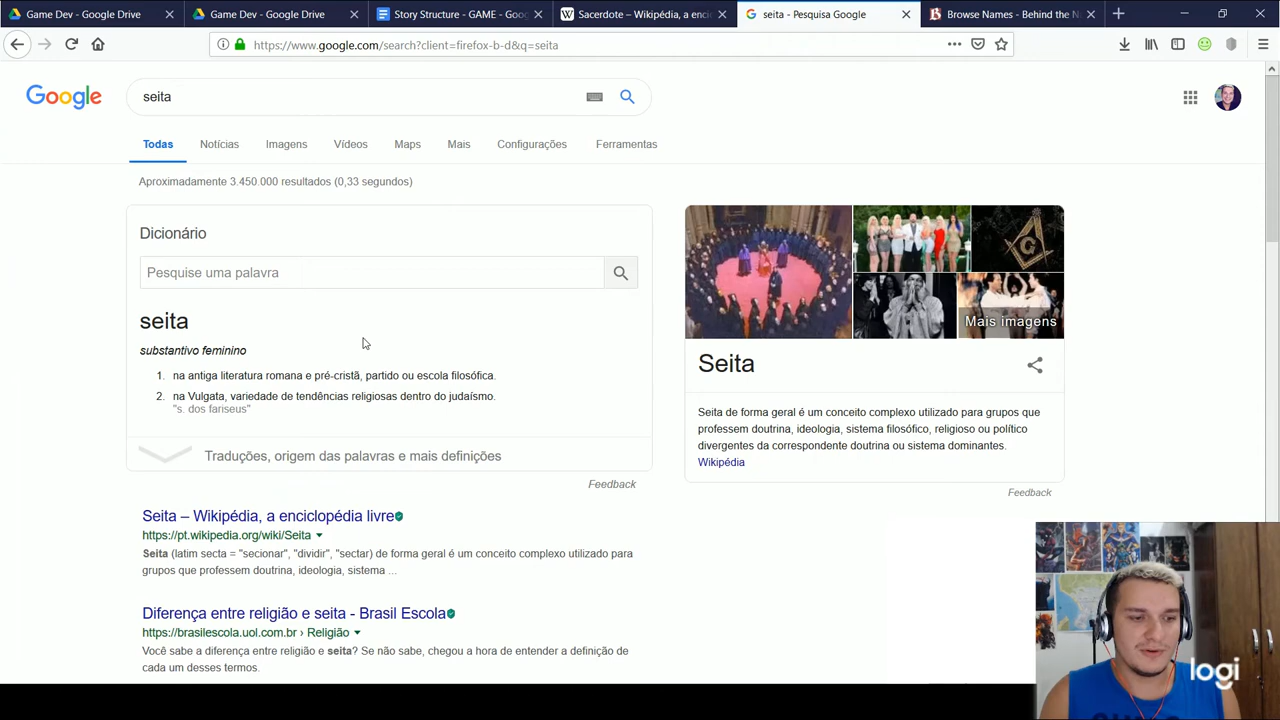 Game Dev - Google Drive
Game Dev - Google Drive
Story Structure - GAME - Goog
Sacerdote – Wikipédia, a encicl
seita - Pesquisa Google
Browse Names - Behind the Na
https://www.google.com/search?client=firefox-b-d&q=seita
Google
seita
Todas
Notícias
Imagens
Vídeos
Maps
Mais
Configurações
Ferramentas
Aproximadamente 3.450.000 resultados (0,33 segundos)
Dicionário
Pesquise uma palavra
seita
substantivo feminino
1. na antiga literatura romana e pré-cristã, partido ou escola filosófica.
2. na Vulgata, variedade de tendências religiosas dentro do judaísmo.
"s. dos fariseus"
Traduções, origem das palavras e mais definições
Feedback
Seita – Wikipédia, a enciclopédia livre
https://pt.wikipedia.org/wiki/Seita
Seita (latim secta = "secionar", "dividir", "sectar) de forma geral é um conceito complexo utilizado para
grupos que professem doutrina, ideologia, sistema ...
Diferença entre religião e seita - Brasil Escola
https://brasilescola.uol.com.br › Religião
Você sabe a diferença entre religião e seita? Se não sabe, chegou a hora de entender a definição de
cada um desses termos.
Mais imagens
Seita
Seita de forma geral é um conceito complexo utilizado para grupos que
professem doutrina, ideologia, sistema filosófico, religioso ou político
divergentes da correspondente doutrina ou sistema dominantes.
Wikipédia
Feedback
logi